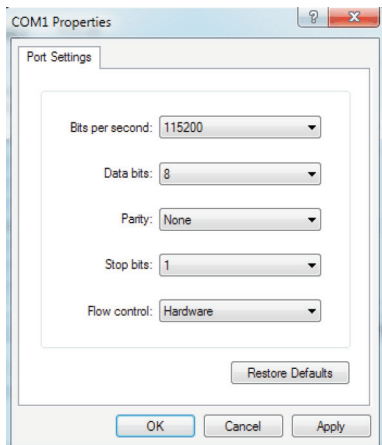 COM1 Properties
Port Settings
Bits per second: 115200
Data bits: 8
Parity: None
Stop bits: 1
Flow control: Hardware
Restore Defaults
OK Cancel Apply